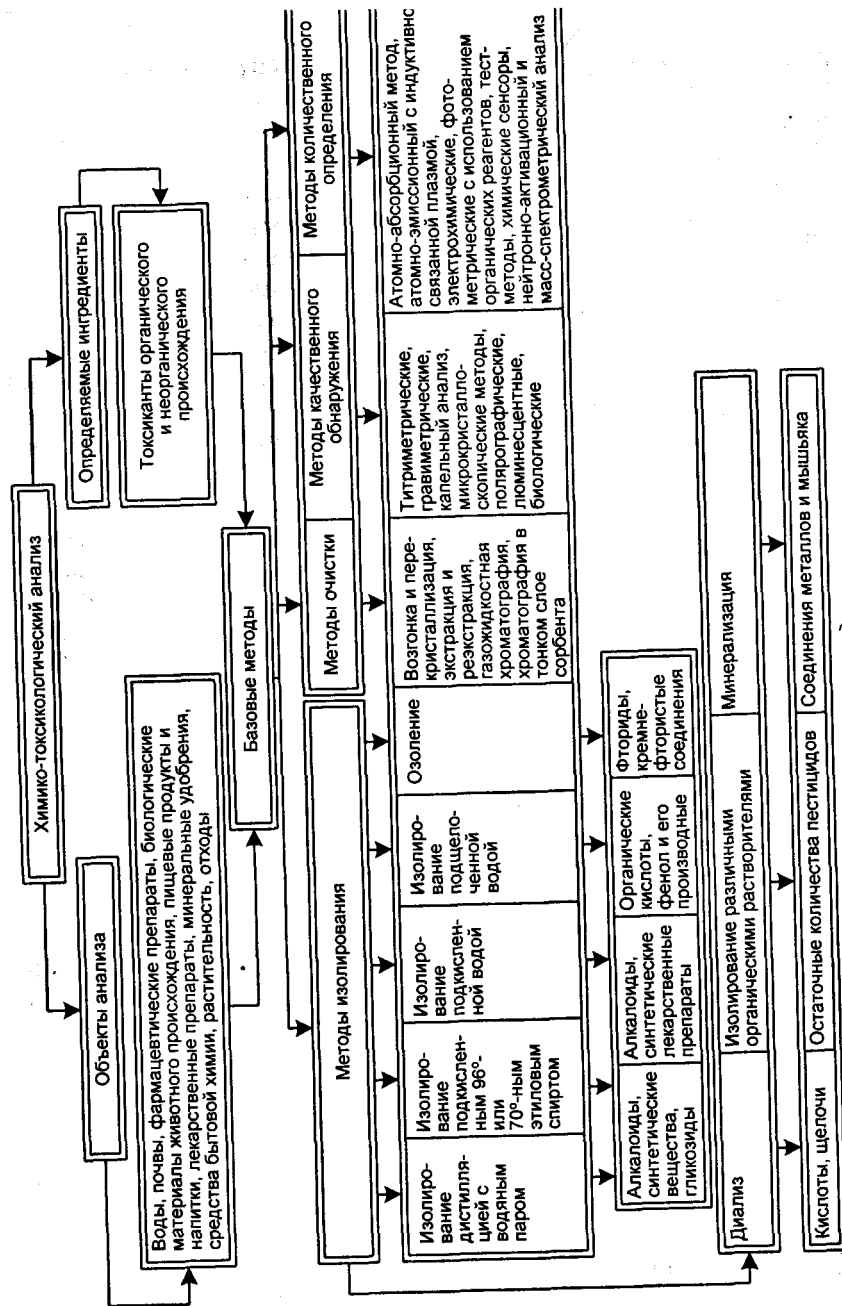 Химико-токсикологический анализ
Объекты анализа
Определяемые ингредиенты
Воды, почвы, фармацевтические препараты, биологические
материалы животного происхождения, пищевые продукты и
напитки, лекарственные препараты, минеральные удобрения,
средства бытовой химии, растительность, отходы
Токсиканты органического
и неорганического
происхождения
Базовые методы
Методы изолирования
Методы очистки
Методы качественного
обнаружения
Методы количественного
определения
Изолиро-
вание
дистилля-
цией с
водяным
паром
Изолиро-
вание
подкислен-
ным 96°-
или
70°-ным
этиловым
спиртом
Изолиро-
вание
подкислен-
ной водой
Изолиро-
вание
подщело-
ченной
водой
Озоление
Возгонка и пере-
кристаллизация,
экстракция и
реэкстракция,
газожидкостная
хроматография,
хроматография в
тонком слое
сорбента
Титриметрические,
гравиметрические,
капельный анализ,
микрокристалло-
скопические методы,
полярографические,
люминесцентные,
биологические
Атомно-абсорбционный метод,
атомно-эмиссионный с индуктивно
связанной плазмой,
электрохимические, фото-
метрические с использованием
органических реагентов, тест-
методы, химические сенсоры,
нейтронно-активационный и
масс-спектрометрический анализ
Алкалоиды,
синтетические
вещества,
гликозиды
Алкалоиды,
синтетические
лекарственные
препараты
Органические
кислоты,
фенол и его
производные
Фториды,
кремне-
фтористые
соединения
Диализ
Изолирование различными
органическими растворителями
Минерализация
Кислоты, щелочи
Остаточные количества пестицидов
Соединения металлов и мышьяка